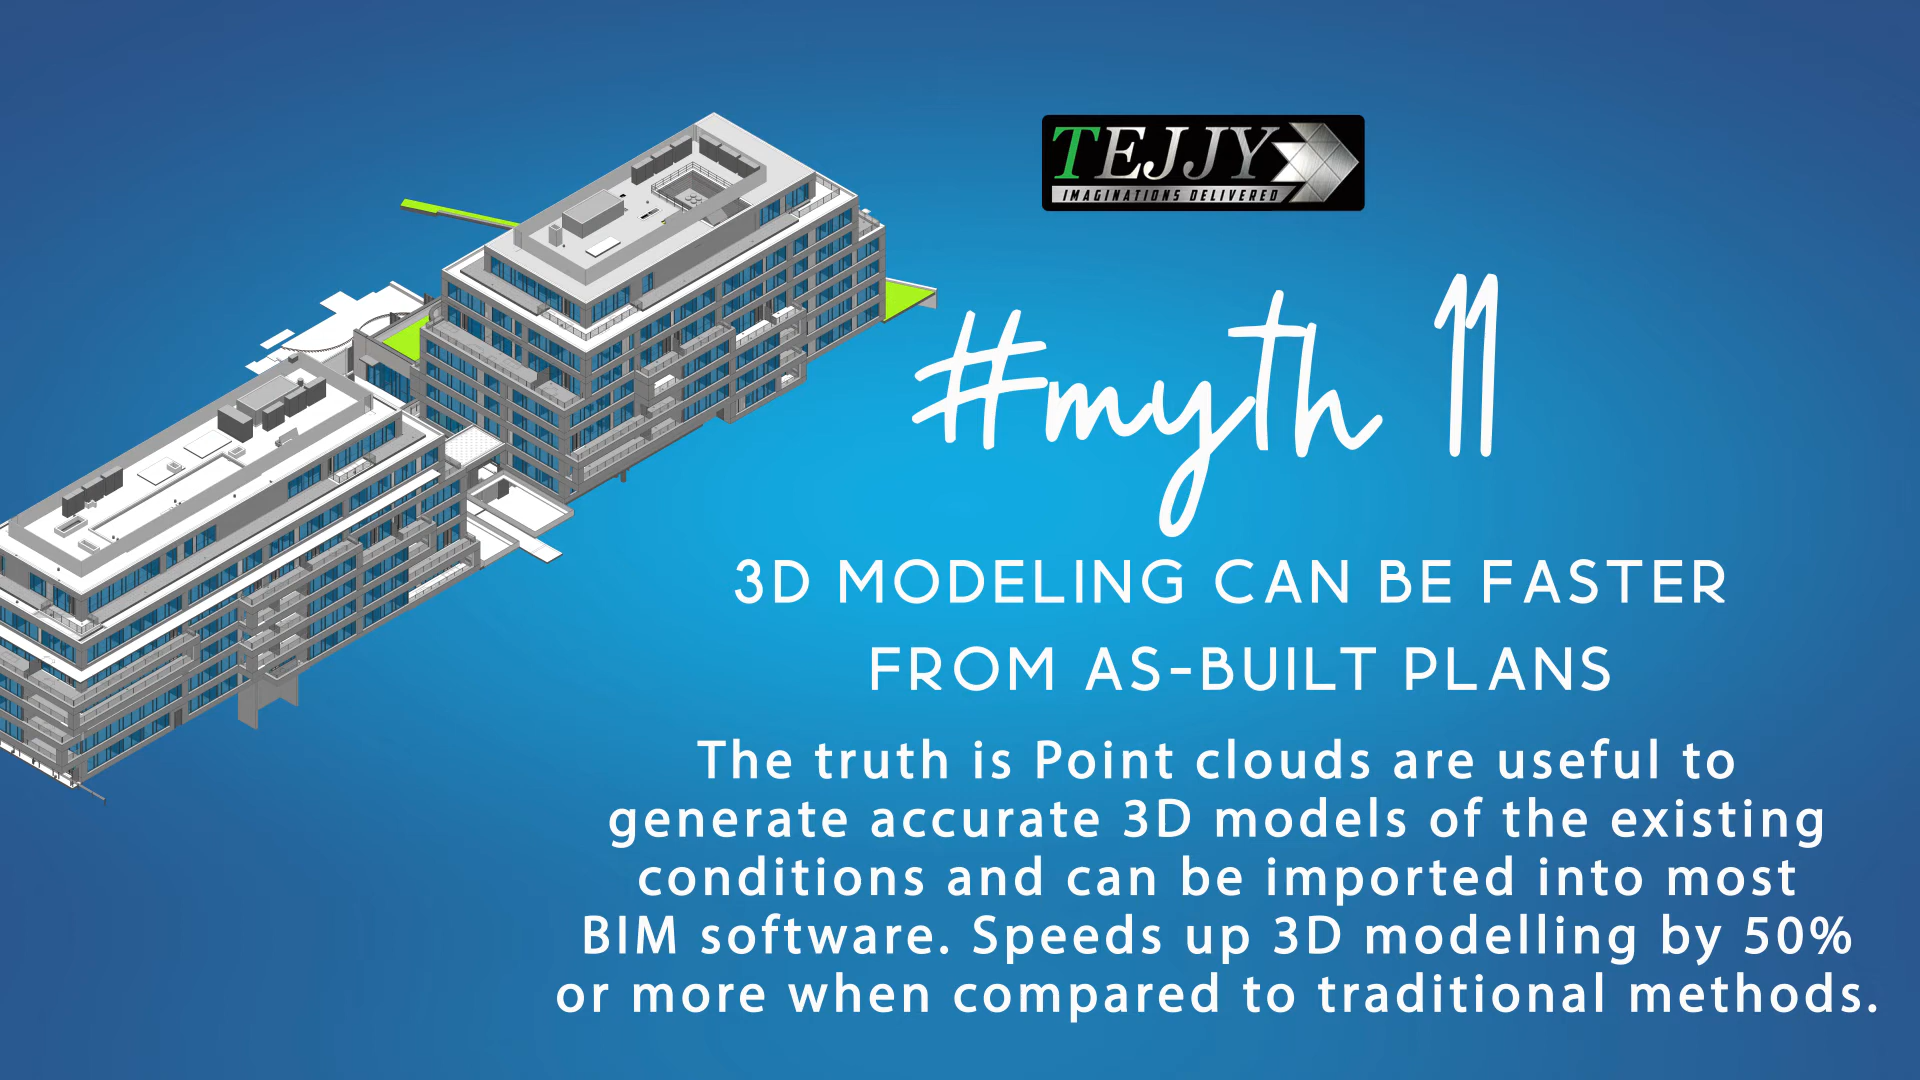 TEJJY
IMAGINATIONS DELIVERED
#myth 11
3D MODELING CAN BE FASTER
FROM AS-BUILT PLANS
The truth is Point clouds are useful to
generate accurate 3D models of the existing
conditions and can be imported into most
BIM software. Speeds up 3D modelling by 50%
or more when compared to traditional methods.